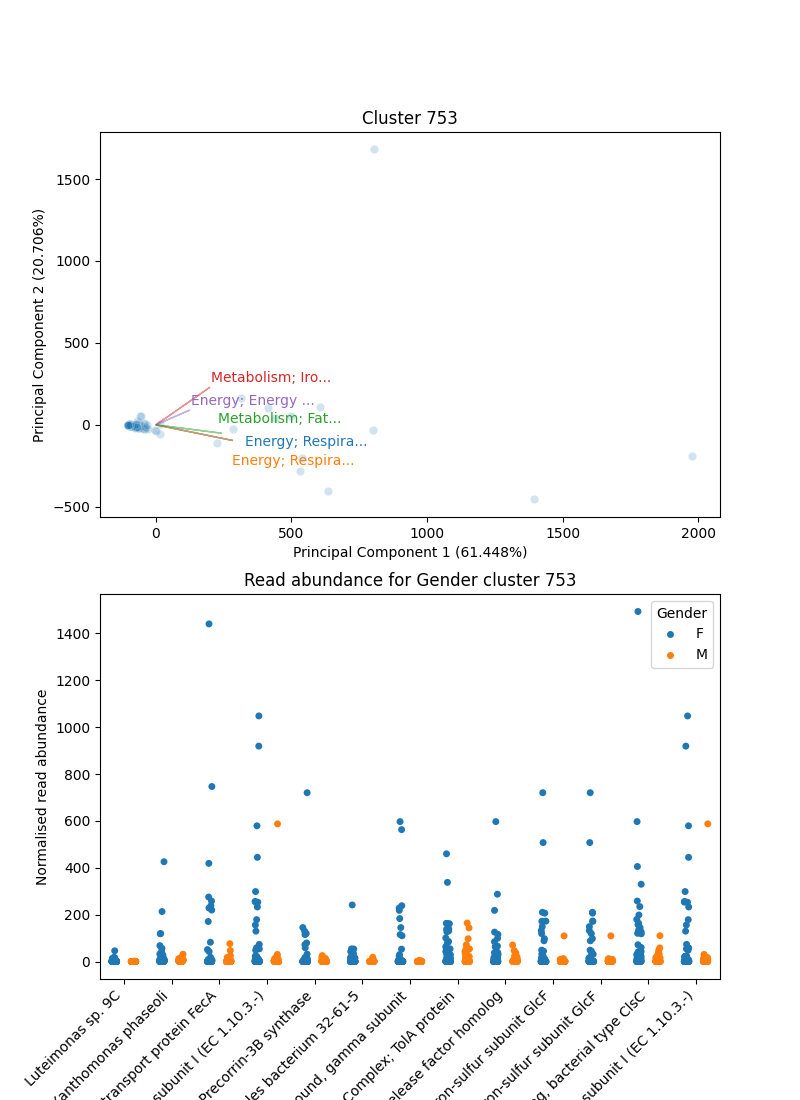 Cluster 753
1500
1000
500
0
−500
Principal Component 2 (20.706%)
Metabolism; Iro...
Energy; Energy ...
Metabolism; Fat...
Energy; Respira...
Energy; Respira...
0 500 1000 1500 2000
Principal Component 1 (61.448%)
Read abundance for Gender cluster 753
Gender
F
M
1400
1200
1000
800
600
400
200
0
Normalised read abundance
Luteimonas sp. 9C
Xanthomonas phaseoli
transport protein FecA
subunit I (EC 1.10.3.-)
Precorrin-3B synthase
les bacterium 32-61-5
ound, gamma subunit
Complex; TolA protein
elease factor homolog
ron-sulfur subunit GlcF
ron-sulfur subunit GlcF
g, bacterial type ClsC
subunit I (EC 1.10.3.-)